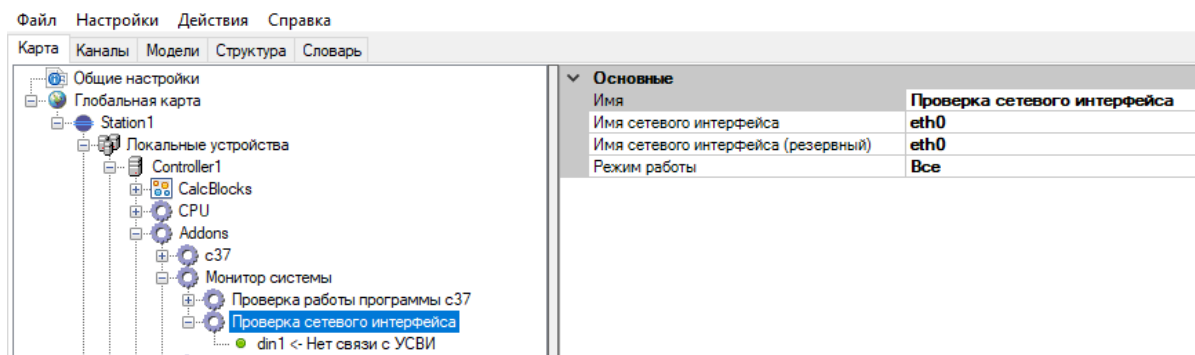 Файл Настройки Действия Справка
Карта Каналы Модели Структура Словарь
Общие настройки
Глобальная карта
Station1
Локальные устройства
Controller1
CalcBlocks
CPU
Addons
c37
Монитор системы
Проверка работы программы c37
Проверка сетевого интерфейса
din1 <- Нет связи с УСВИ
Основные
Имя Проверка сетевого интерфейса
Имя сетевого интерфейса eth0
Имя сетевого интерфейса (резервный) eth0
Режим работы Все